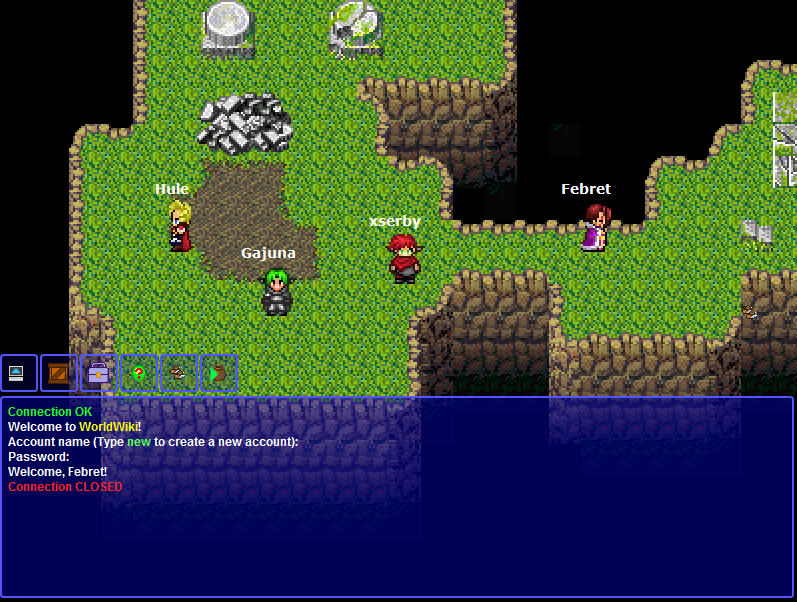 Hule
Febret
xserby
Gajuna
Connection OK
Welcome to WorldWiki!
Account name (Type new to create a new account):
Password:
Welcome, Febret!
Connection CLOSED